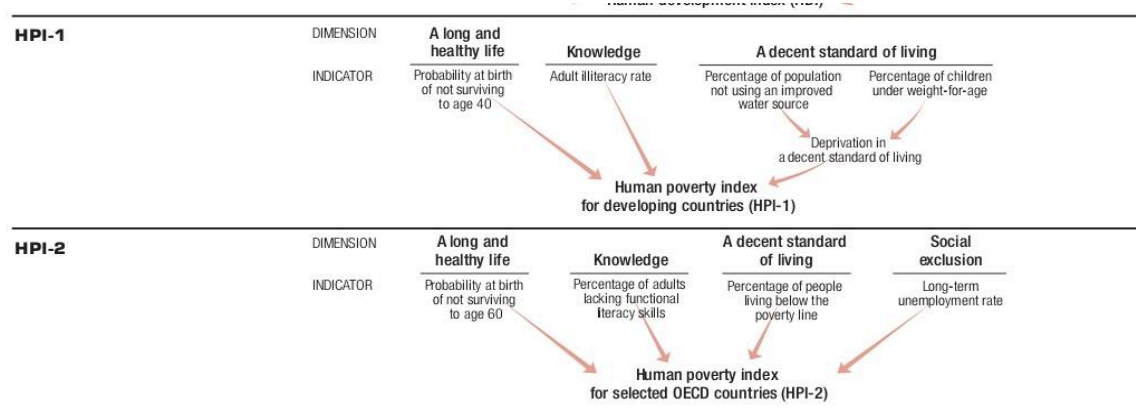 HPI-1
DIMENSION
A long and
healthy life
Knowledge
A decent standard of living
INDICATOR
Probability at birth
of not surviving
to age 40
Adult illiteracy rate
Percentage of population
not using an improved
water source
Percentage of children
under weight-for-age
Deprivation in
a decent standard of living
Human poverty index
for developing countries (HPI-1)
HPI-2
DIMENSION
A long and
healthy life
Knowledge
A decent standard
of living
Social
exclusion
INDICATOR
Probability at birth
of not surviving
to age 60
Percentage of adults
lacking functional
literacy skills
Percentage of people
living below the
poverty line
Long-term
unemployment rate
Human poverty index
for selected OECD countries (HPI-2)